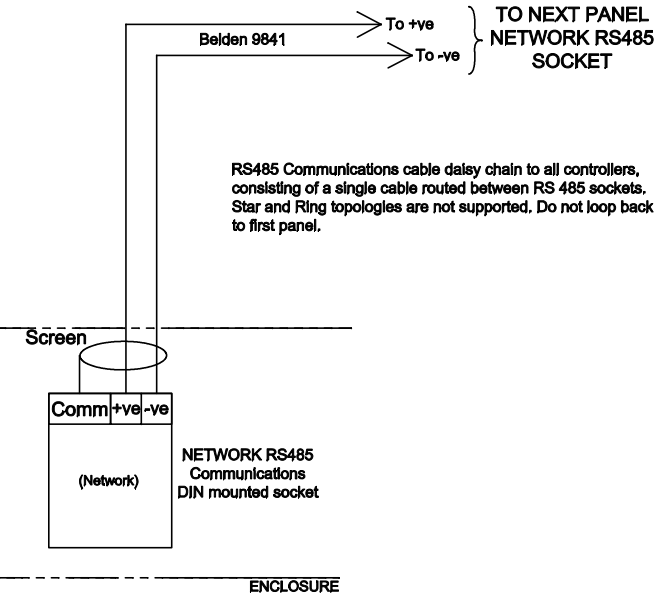 To +ve
Belden 9841
To -ve
TO NEXT PANEL
NETWORK RS485
SOCKET
RS485 Communications cable daisy chain to all controllers,
consisting of a single cable routed between RS 485 sockets.
Star and Ring topologies are not supported. Do not loop back
to first panel.
Screen
Comm +ve -ve
(Network)
NETWORK RS485
Communications
DIN mounted socket
ENCLOSURE